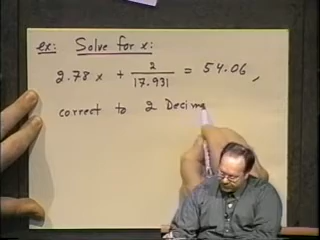 ex: Solve for x:
2.78 x + 2/17.931 = 54.06,
correct to 2 Decima